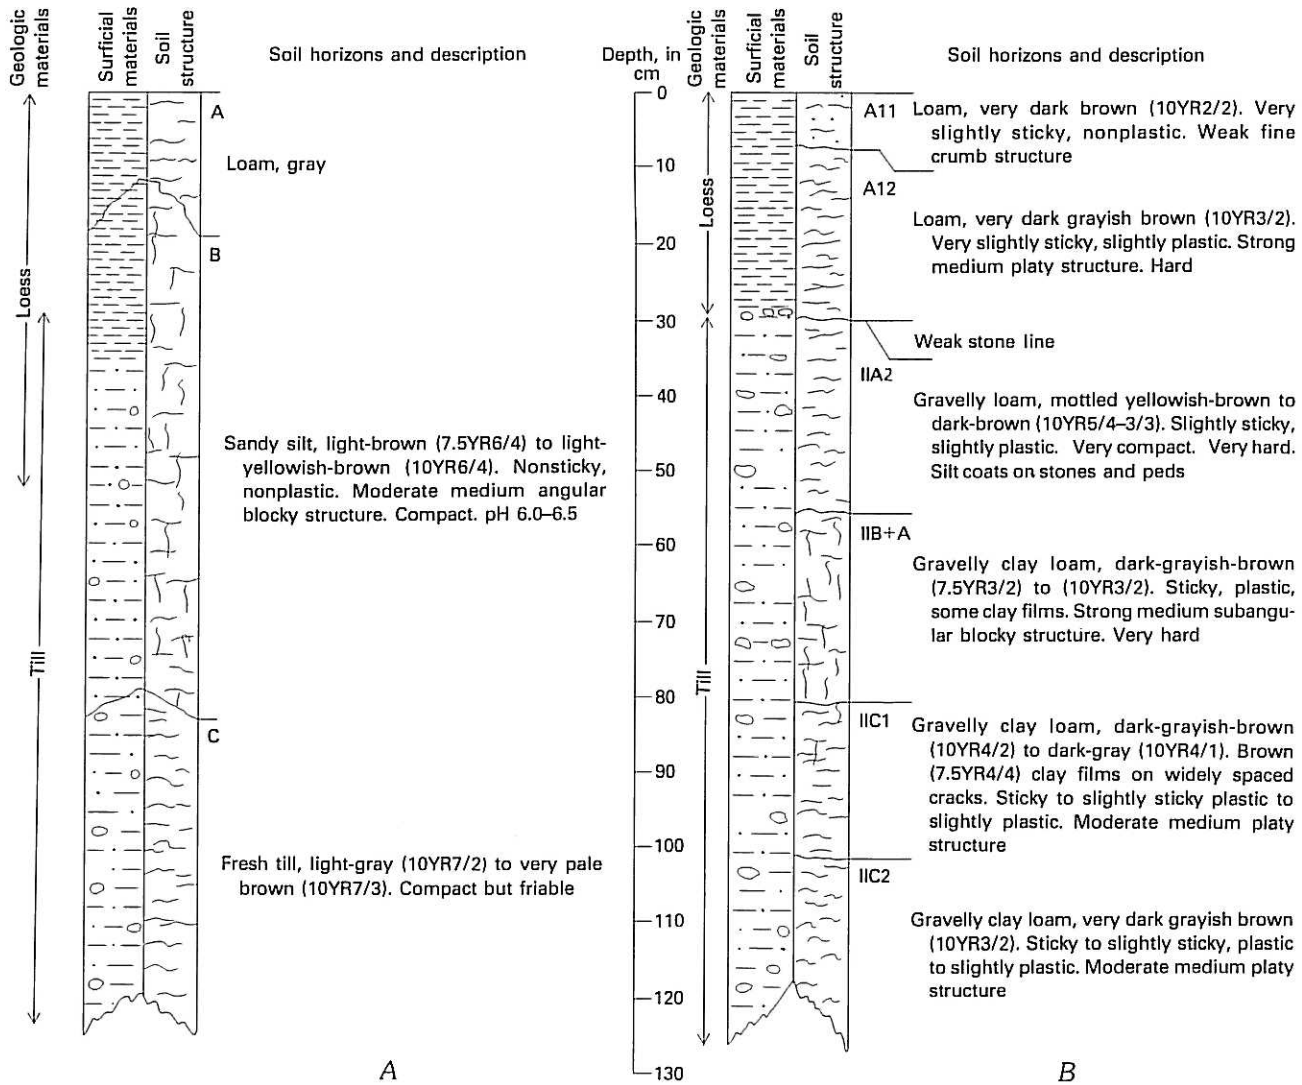 Geologic
materials
Surficial
materials
Soil
structure
Soil horizons and description
Loess
Till
A
Loam, gray
B
Sandy silt, light-brown (7.5YR6/4) to light-
yellowish-brown (10YR6/4). Nonsticky,
nonplastic. Moderate medium angular
blocky structure. Compact. pH 6.0–6.5
C
Fresh till, light-gray (10YR7/2) to very pale
brown (10YR7/3). Compact but friable
A
Depth, in
cm
0
10
20
30
40
50
60
70
80
90
100
110
120
130
Geologic
materials
Surficial
materials
Soil
structure
Soil horizons and description
Loess
Till
A11
Loam, very dark brown (10YR2/2). Very
slightly sticky, nonplastic. Weak fine
crumb structure
A12
Loam, very dark grayish brown (10YR3/2).
Very slightly sticky, slightly plastic. Strong
medium platy structure. Hard
Weak stone line
IIA2
Gravelly loam, mottled yellowish-brown to
dark-brown (10YR5/4–3/3). Slightly sticky,
slightly plastic. Very compact. Very hard.
Silt coats on stones and peds
IIB+A
Gravelly clay loam, dark-grayish-brown
(7.5YR3/2) to (10YR3/2). Sticky, plastic,
some clay films. Strong medium subangu-
lar blocky structure. Very hard
IIC1
Gravelly clay loam, dark-grayish-brown
(10YR4/2) to dark-gray (10YR4/1). Brown
(7.5YR4/4) clay films on widely spaced
cracks. Sticky to slightly sticky plastic to
slightly plastic. Moderate medium platy
structure
IIC2
Gravelly clay loam, very dark grayish brown
(10YR3/2). Sticky to slightly sticky, plastic
to slightly plastic. Moderate medium platy
structure
B